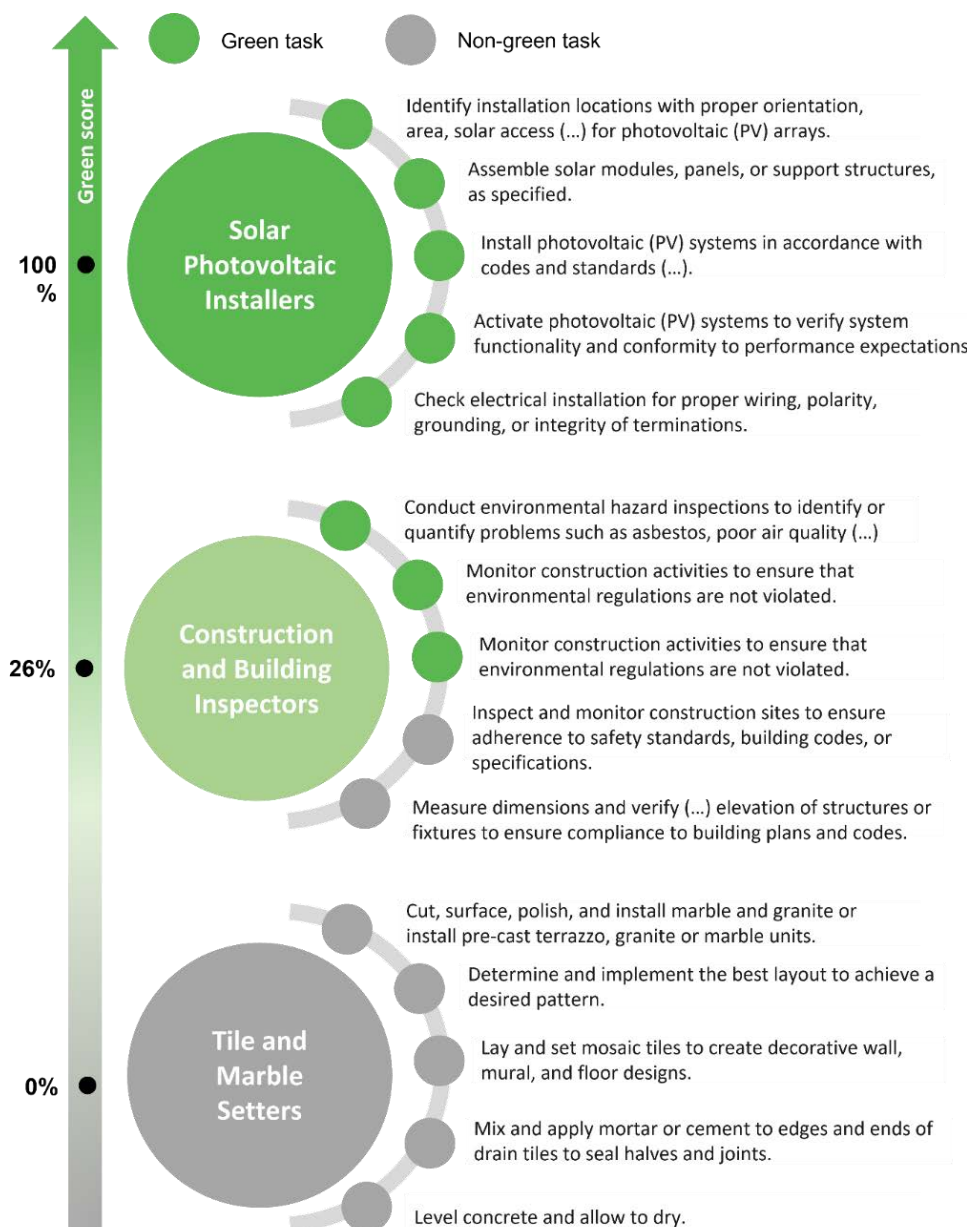 Green task
Non-green task
Green score
Identify installation locations with proper orientation,
area, solar access (...) for photovoltaic (PV) arrays.
Assemble solar modules, panels, or support structures,
as specified.
Solar
Photovoltaic
Installers
100
%
Install photovoltaic (PV) systems in accordance with
codes and standards (...).
Activate photovoltaic (PV) systems to verify system
functionality and conformity to performance expectations
Check electrical installation for proper wiring, polarity,
grounding, or integrity of terminations.
Conduct environmental hazard inspections to identify or
quantify problems such as asbestos, poor air quality (...)
Monitor construction activities to ensure that
environmental regulations are not violated.
Construction
and Building
Inspectors
26%
Monitor construction activities to ensure that
environmental regulations are not violated.
Inspect and monitor construction sites to ensure
adherence to safety standards, building codes, or
specifications.
Measure dimensions and verify (...) elevation of structures or
fixtures to ensure compliance to building plans and codes.
Cut, surface, polish, and install marble and granite or
install pre-cast terrazzo, granite or marble units.
Determine and implement the best layout to achieve a
desired pattern.
Tile and
Marble
Setters
0%
Lay and set mosaic tiles to create decorative wall,
mural, and floor designs.
Mix and apply mortar or cement to edges and ends of
drain tiles to seal halves and joints.
Level concrete and allow to dry.